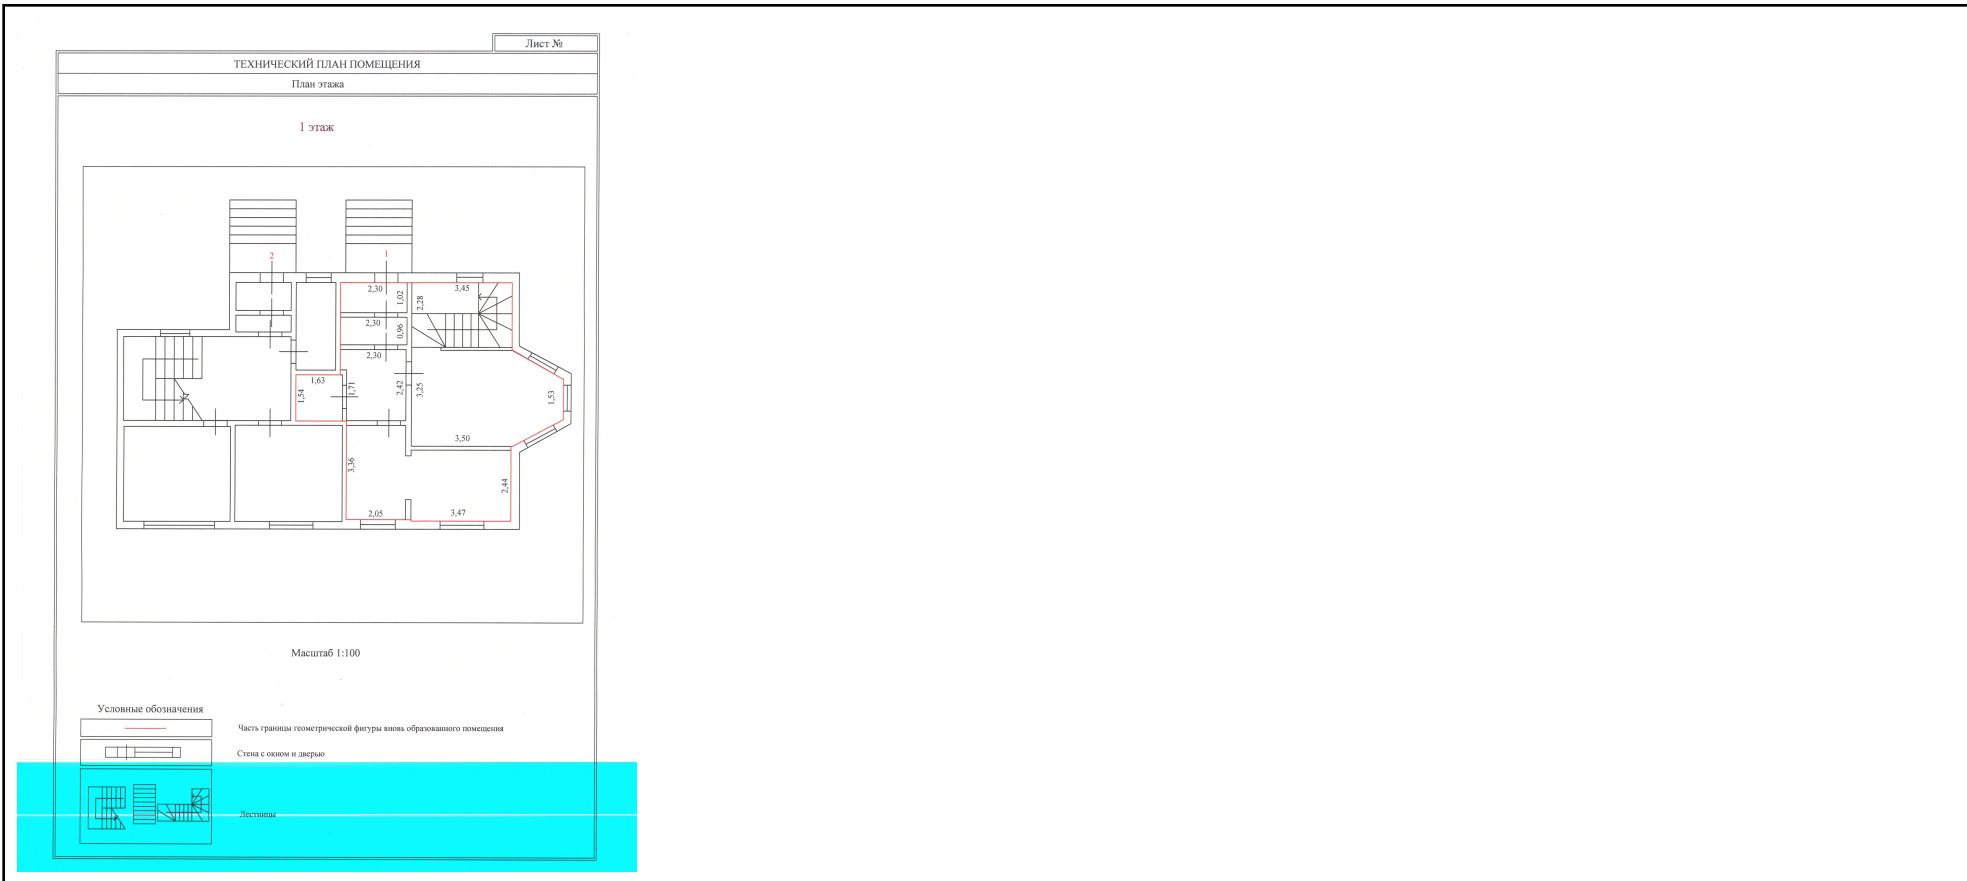 Лист №
ТЕХНИЧЕСКИЙ ПЛАН ПОМЕЩЕНИЯ
План этажа
1 этаж
2
1
2,30
3,45
1,02
2,28
2,30
0,96
2,30
1,63
1,54
1,71
2,42
3,25
1,53
3,50
3,36
2,44
2,05
3,47
Масштаб 1:100
Условные обозначения
Часть границы геометрической фигуры вновь образованного помещения
Стена с окном и дверью
Лестницы